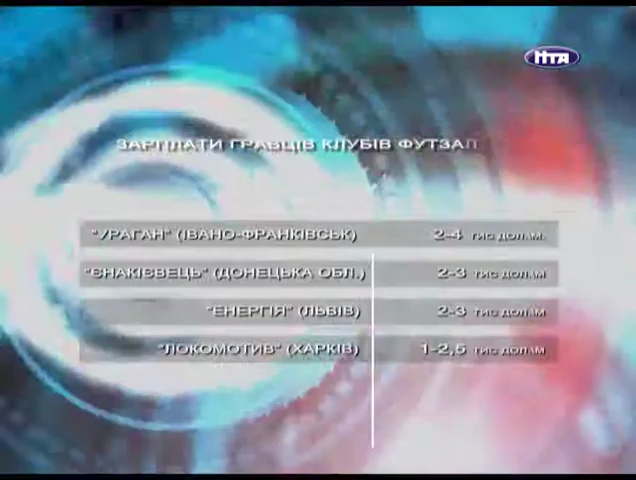 НТА
ЗАРПЛАТИ ГРАВЦІВ КЛУБІВ ФУТЗАЛ
"УРАГАН" (ІВАНО-ФРАНКІВСЬК) 2-4 тис дол.м.
"ЄНАКІЄВЕЦЬ" (ДОНЕЦЬКА ОБЛ.) 2-3 тис дол\м
"ЕНЕРГІЯ" (ЛЬВІВ) 2-3 тис дол\м
"ЛОКОМОТИВ" (ХАРКІВ) 1-2,5 тис дол\м